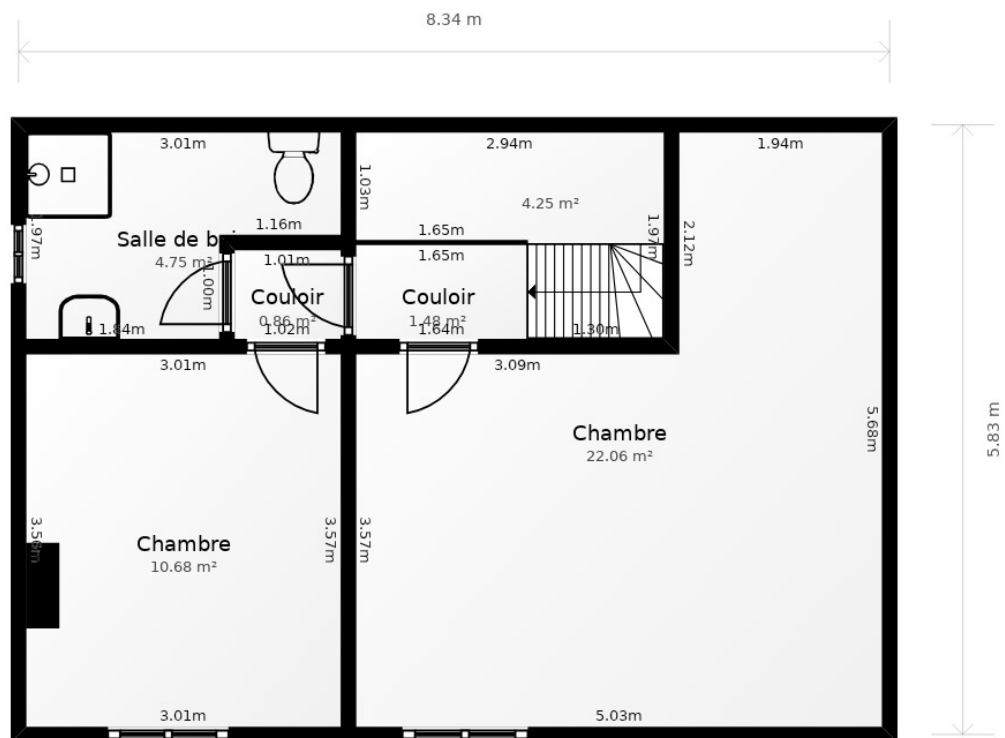 8.34 m
3.01m
2.94m
1.94m
1.03m
4.25 m²
1.16m
1.65m
1.97m
2.12m
Salle de b
4.75 m²
1.01m
1.65m
1.00m
Couloir
0.86 m²
1.02m
Couloir
1.48 m²
1.64m
1.84m
1.30m
3.01m
3.09m
5.68m
5.83 m
Chambre
22.06 m²
Chambre
10.68 m²
3.57m
3.57m
3.01m
5.03m